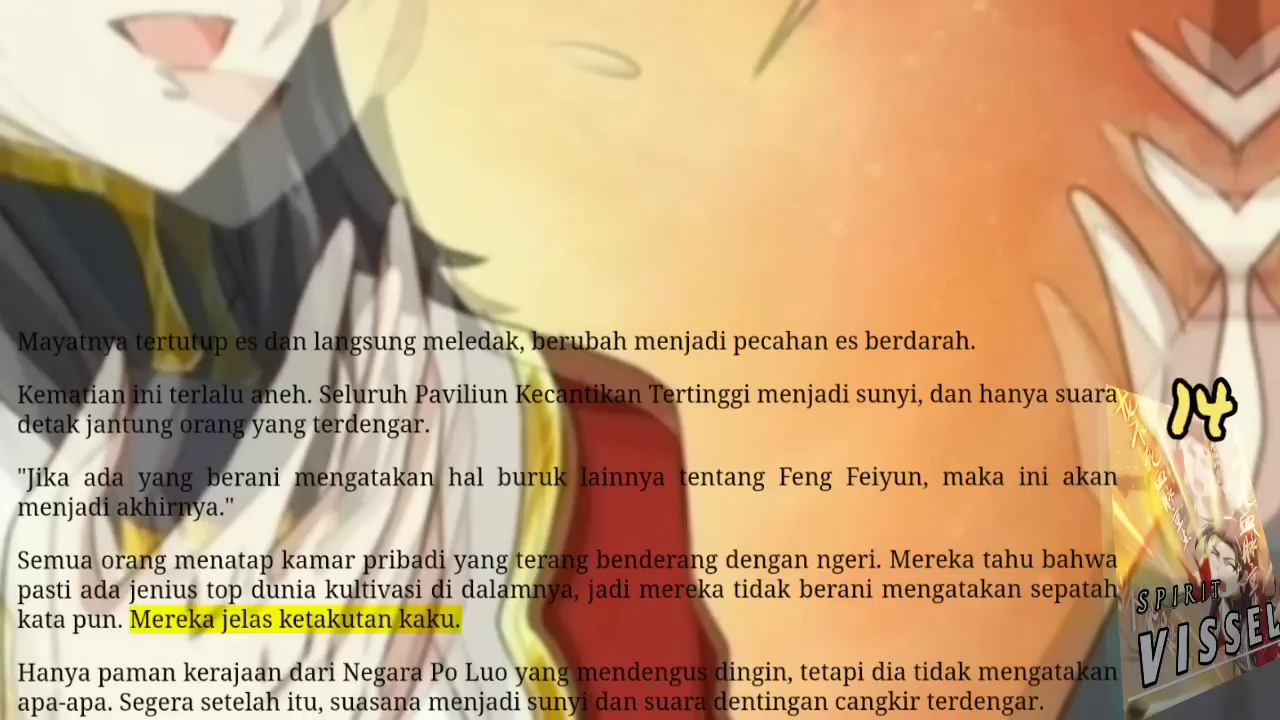 Mayatnya tertutup es dan langsung meledak, berubah menjadi pecahan es berdarah.
Kematian ini terlalu aneh. Seluruh Paviliun Kecantikan Tertinggi menjadi sunyi, dan hanya suara
detak jantung orang yang terdengar.
"Jika ada yang berani mengatakan hal buruk lainnya tentang Feng Feiyun, maka ini akan
menjadi akhirnya."
Semua orang menatap kamar pribadi yang terang benderang dengan ngeri. Mereka tahu bahwa
pasti ada jenius top dunia kultivasi di dalamnya, jadi mereka tidak berani mengatakan sepatah
kata pun. Mereka jelas ketakutan kaku.
Hanya paman kerajaan dari Negara Po Luo yang mendengus dingin, tetapi dia tidak mengatakan
apa-apa. Segera setelah itu, suasana menjadi sunyi dan suara dentingan cangkir terdengar.
14
SPIRIT
VISSEL